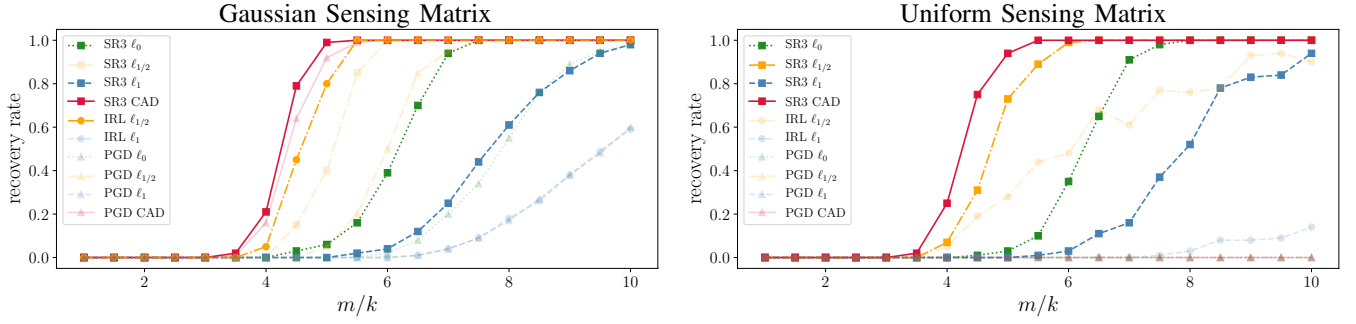 Gaussian Sensing Matrix
recovery rate
1.0
0.8
0.6
0.4
0.2
0.0
SR3 ℓ₀
SR3 ℓ₁/₂
SR3 ℓ₁
SR3 CAD
IRL ℓ₁/₂
IRL ℓ₁
PGD ℓ₀
PGD ℓ₁/₂
PGD ℓ₁
PGD CAD
2 4 6 8 10
m/k
Uniform Sensing Matrix
recovery rate
1.0
0.8
0.6
0.4
0.2
0.0
SR3 ℓ₀
SR3 ℓ₁/₂
SR3 ℓ₁
SR3 CAD
IRL ℓ₁/₂
IRL ℓ₁
PGD ℓ₀
PGD ℓ₁/₂
PGD ℓ₁
PGD CAD
2 4 6 8 10
m/k